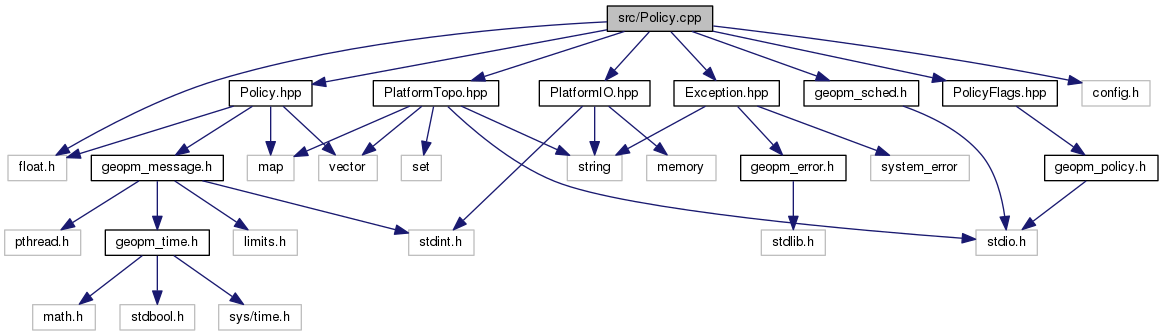 src/Policy.cpp
Policy.hpp
PlatformTopo.hpp
PlatformIO.hpp
Exception.hpp
geopm_sched.h
PolicyFlags.hpp
config.h
float.h
geopm_message.h
map
vector
set
string
memory
geopm_error.h
system_error
geopm_policy.h
pthread.h
geopm_time.h
limits.h
stdint.h
stdlib.h
stdio.h
math.h
stdbool.h
sys/time.h